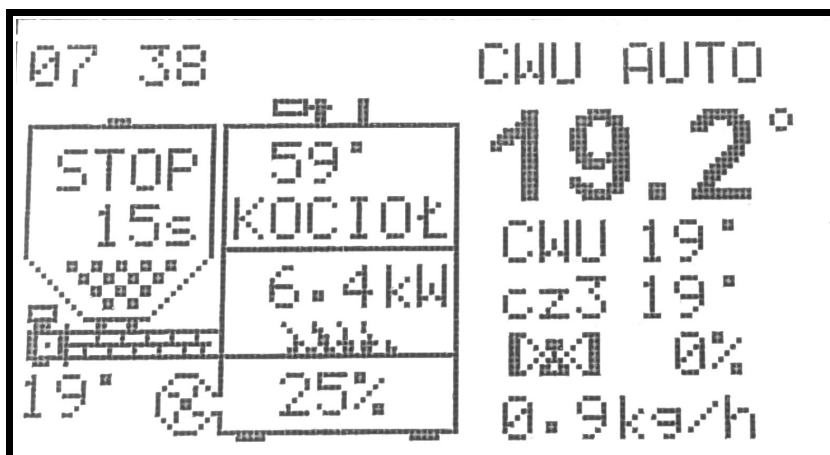 07 38
CWU AUTO
STOP
15s
59°
KOCIOŁ
6.4kW
19°
25%
19.2°
CWU 19°
cz3 19°
0%
0.9kg/h